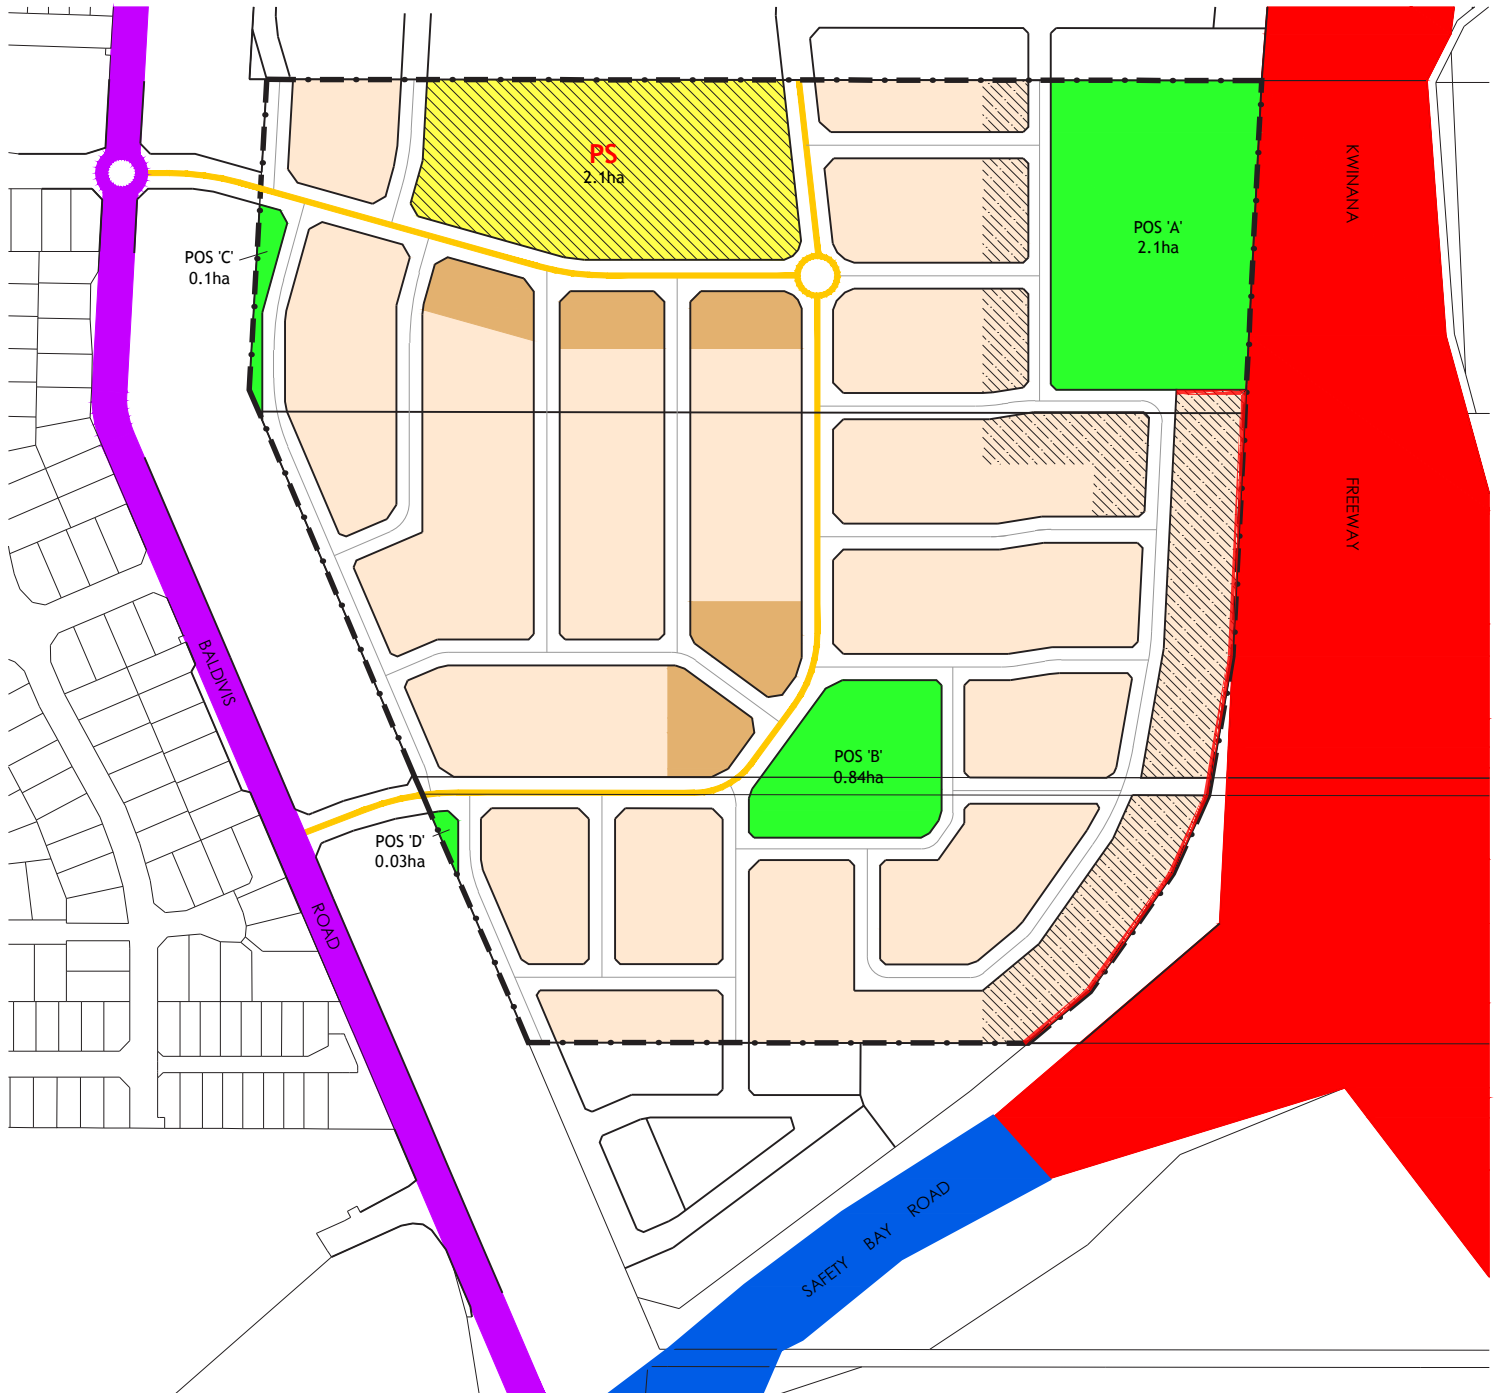 PS
2.1ha
KWINANA
POS 'A'
2.1ha
POS 'C'
0.1ha
FREEWAY
BALDIVIS
POS 'B'
0.84ha
POS 'D'
0.03ha
ROAD
SAFETY BAY ROAD